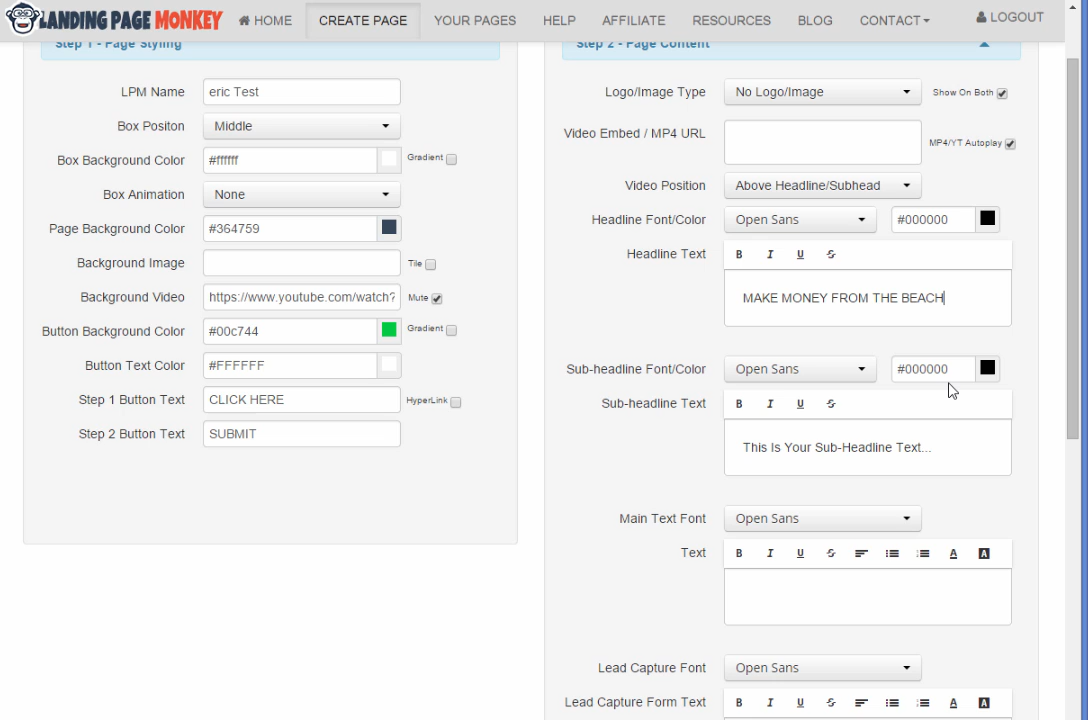 LANDING PAGE MONKEY HOME CREATE PAGE YOUR PAGES HELP AFFILIATE RESOURCES BLOG CONTACT LOGOUT
Step 1 - Page Styling
LPM Name eric Test
Box Positon Middle
Box Background Color #ffffff Gradient
Box Animation None
Page Background Color #364759
Background Image Tile
Background Video https://www.youtube.com/watch? Mute
Button Background Color #00c744 Gradient
Button Text Color #FFFFFF
Step 1 Button Text CLICK HERE HyperLink
Step 2 Button Text SUBMIT
Step 2 - Page Content
Logo/Image Type No Logo/Image Show On Both
Video Embed / MP4 URL MP4/YT Autoplay
Video Position Above Headline/Subhead
Headline Font/Color Open Sans #000000
Headline Text B I U S
MAKE MONEY FROM THE BEACH
Sub-headline Font/Color Open Sans #000000
Sub-headline Text B I U S
This Is Your Sub-Headline Text...
Main Text Font Open Sans
Text B I U S A A
Lead Capture Font Open Sans
Lead Capture Form Text B I U S A A